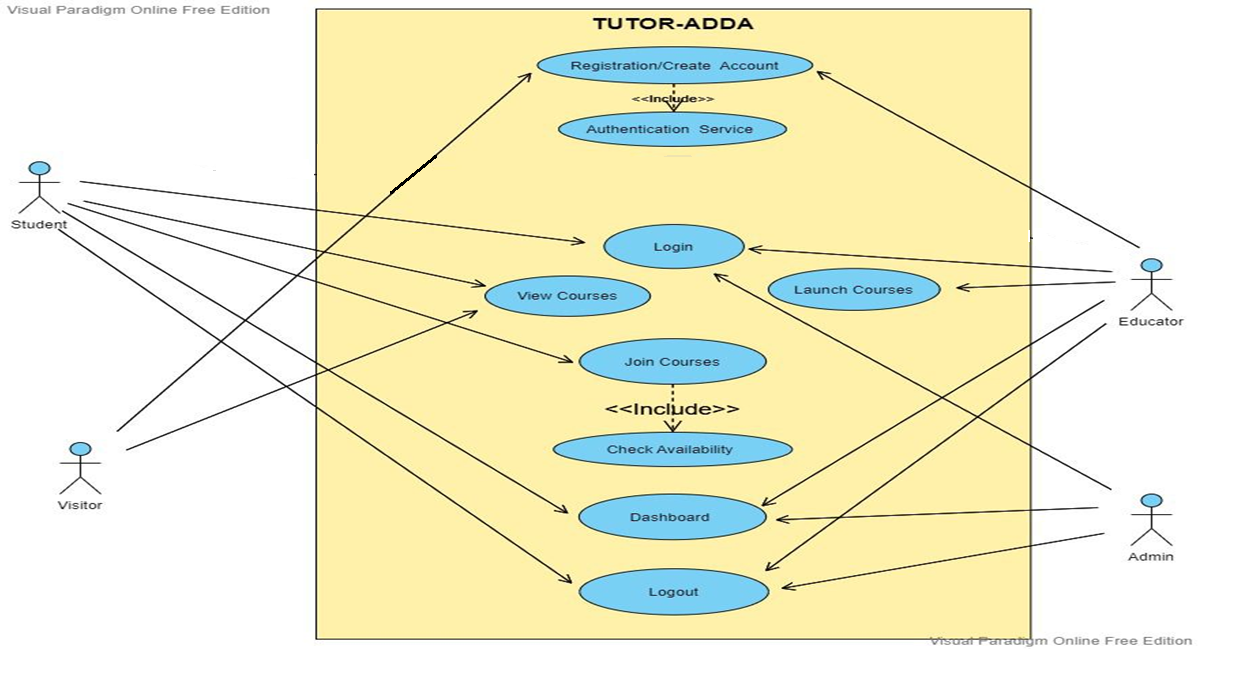 Visual Paradigm Online Free Edition
TUTOR-ADDA
Registration/Create Account
<<Include>>
Authentication Service
Student
Login
View Courses
Launch Courses
Educator
Join Courses
<<Include>>
Check Availability
Visitor
Dashboard
Admin
Logout
Visual Paradigm Online Free Edition